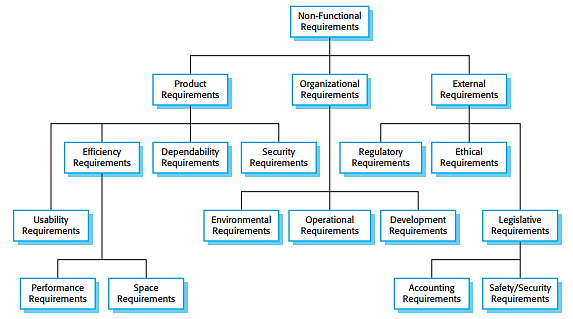 Non-Functional
Requirements
Product
Requirements
Organizational
Requirements
External
Requirements
Efficiency
Requirements
Dependability
Requirements
Security
Requirements
Regulatory
Requirements
Ethical
Requirements
Usability
Requirements
Environmental
Requirements
Operational
Requirements
Development
Requirements
Legislative
Requirements
Performance
Requirements
Space
Requirements
Accounting
Requirements
Safety/Security
Requirements